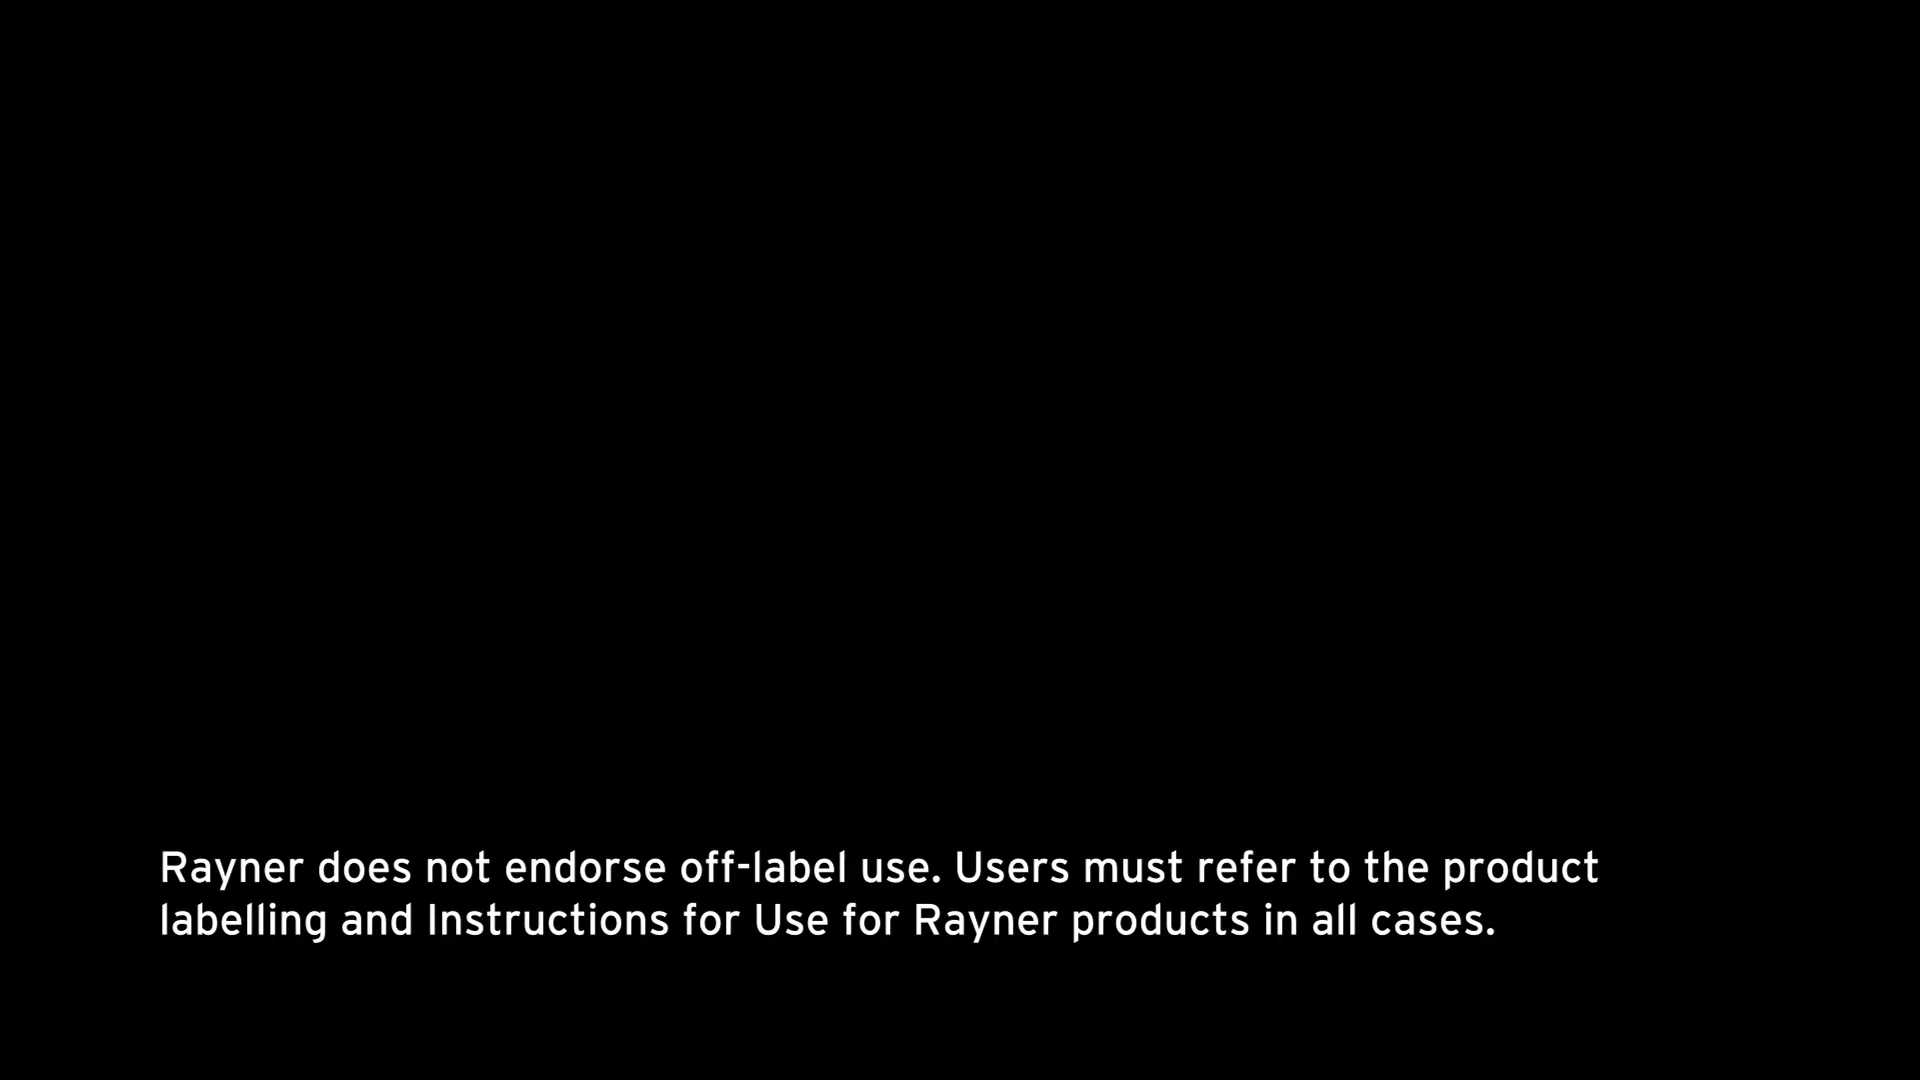 Rayner does not endorse off-label use. Users must refer to the product
labelling and Instructions for Use for Rayner products in all cases.